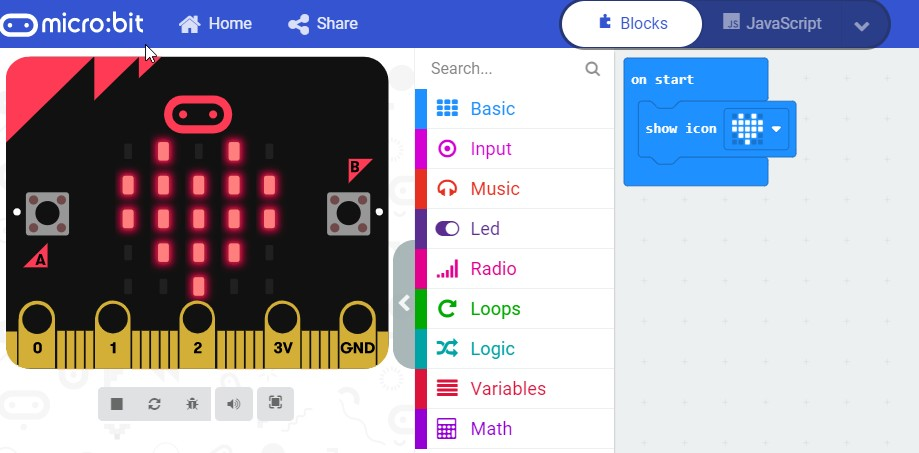 micro:bit Home Share Blocks JS JavaScript
Search...
Basic
Input
Music
Led
Radio
Loops
Logic
Variables
Math
on start
show icon
B
A
0 1 2 3V GND